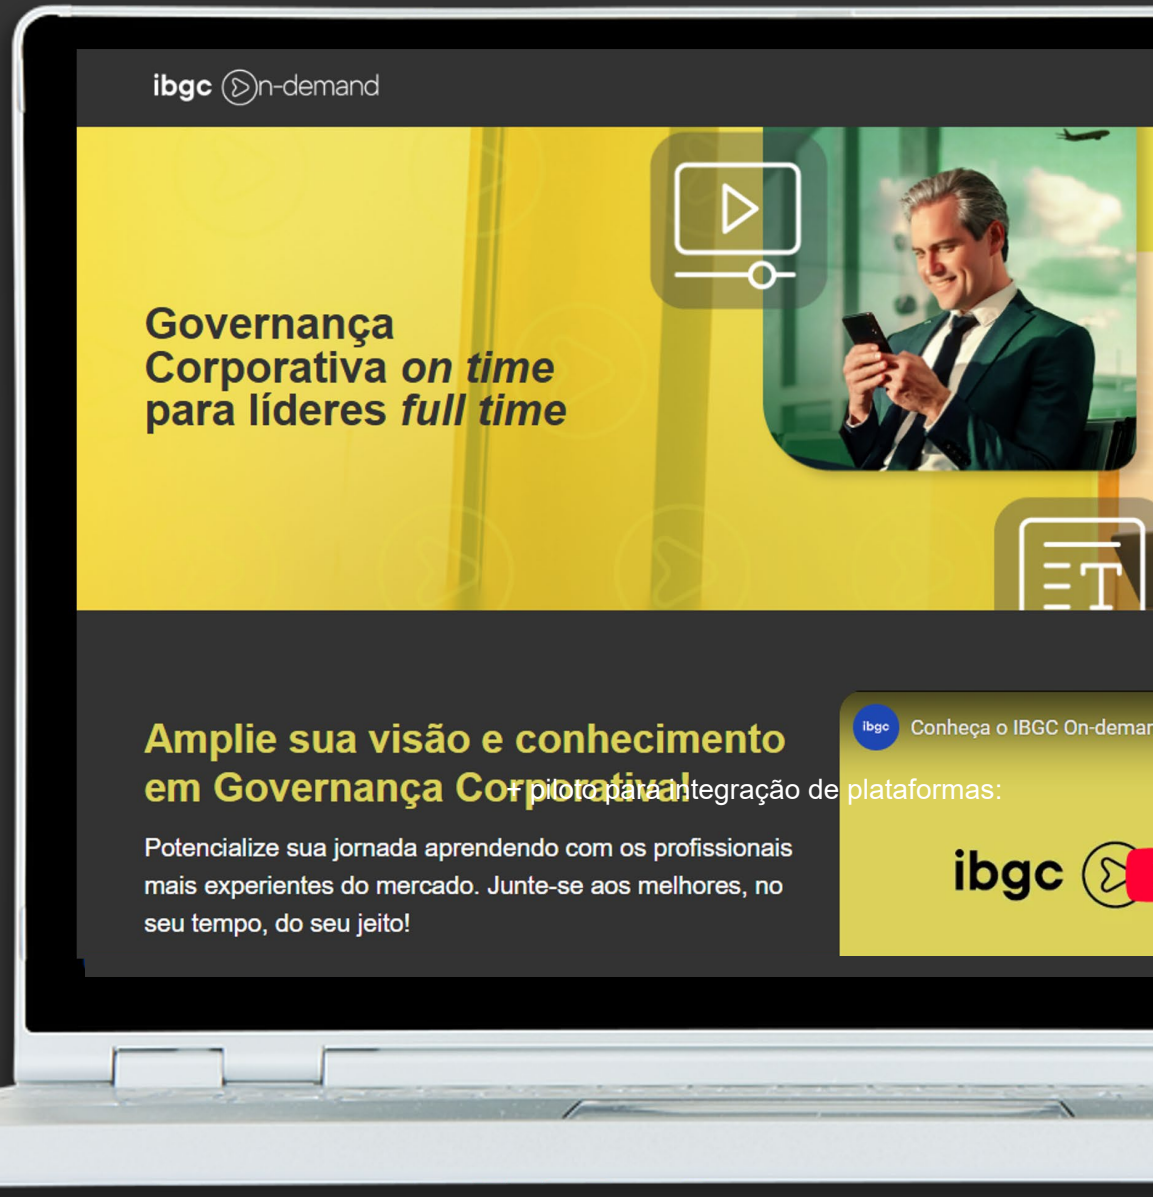 ibgc On-demand
Governança
Corporativa on time
para líderes full time
T
Amplie sua visão e conhecimento
em Governança Corporativa!
+ piloto para integração de plataformas:
Potencialize sua jornada aprendendo com os profissionais
mais experientes do mercado. Junte-se aos melhores, no
seu tempo, do seu jeito!
ibgc Conheça o IBGC On-deman
ibgc